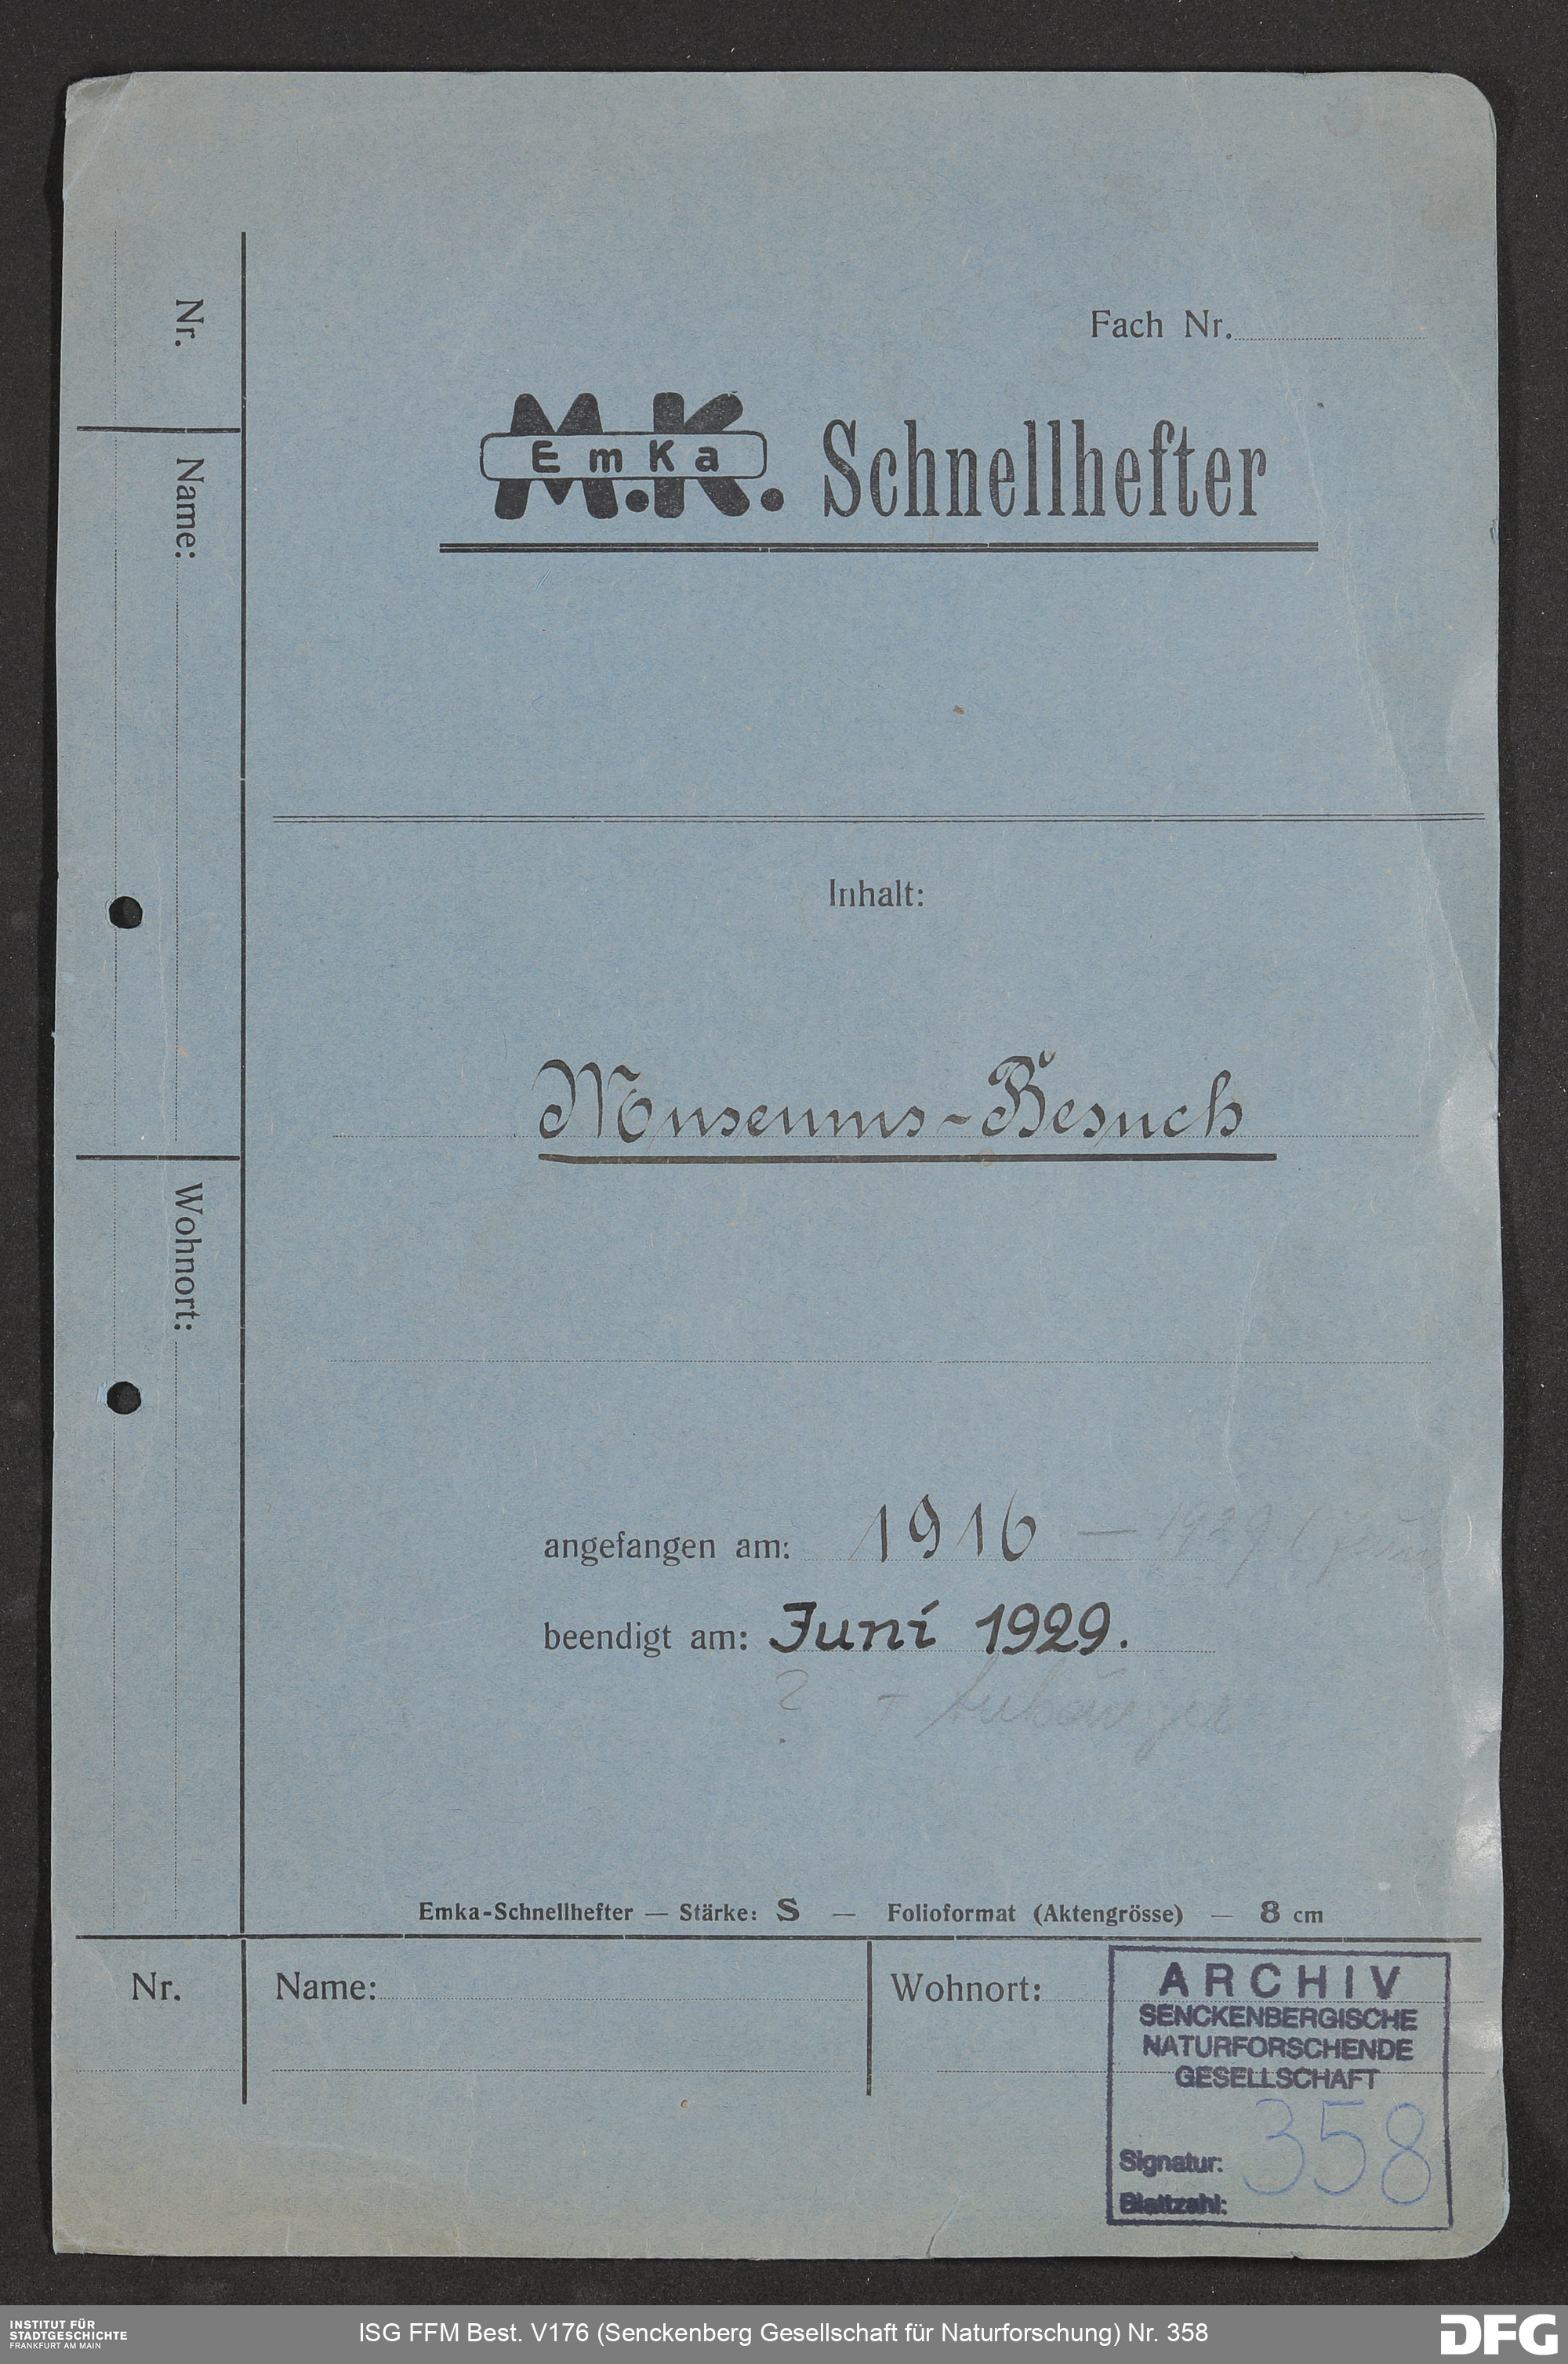 Fach Nr.
M.K. Schnellhefter
EmKa
Nr.
Name:
Wohnort:
Inhalt:
Museums-Besuch
angefangen am: 1916 — 1929
beendigt am: Juni 1929.
2 +
Emka-Schnellhefter — Stärke: S — Folioformat (Aktengrösse) — 8 cm
Nr. Name: Wohnort:
ARCHIV
SENCKENBERGISCHE
NATURFORSCHENDE
GESELLSCHAFT
Signatur: 358
Blattzahl:
INSTITUT FÜR
STADTGESCHICHTE
FRANKFURT AM MAIN
ISG FFM Best. V176 (Senckenberg Gesellschaft für Naturforschung) Nr. 358
DFG